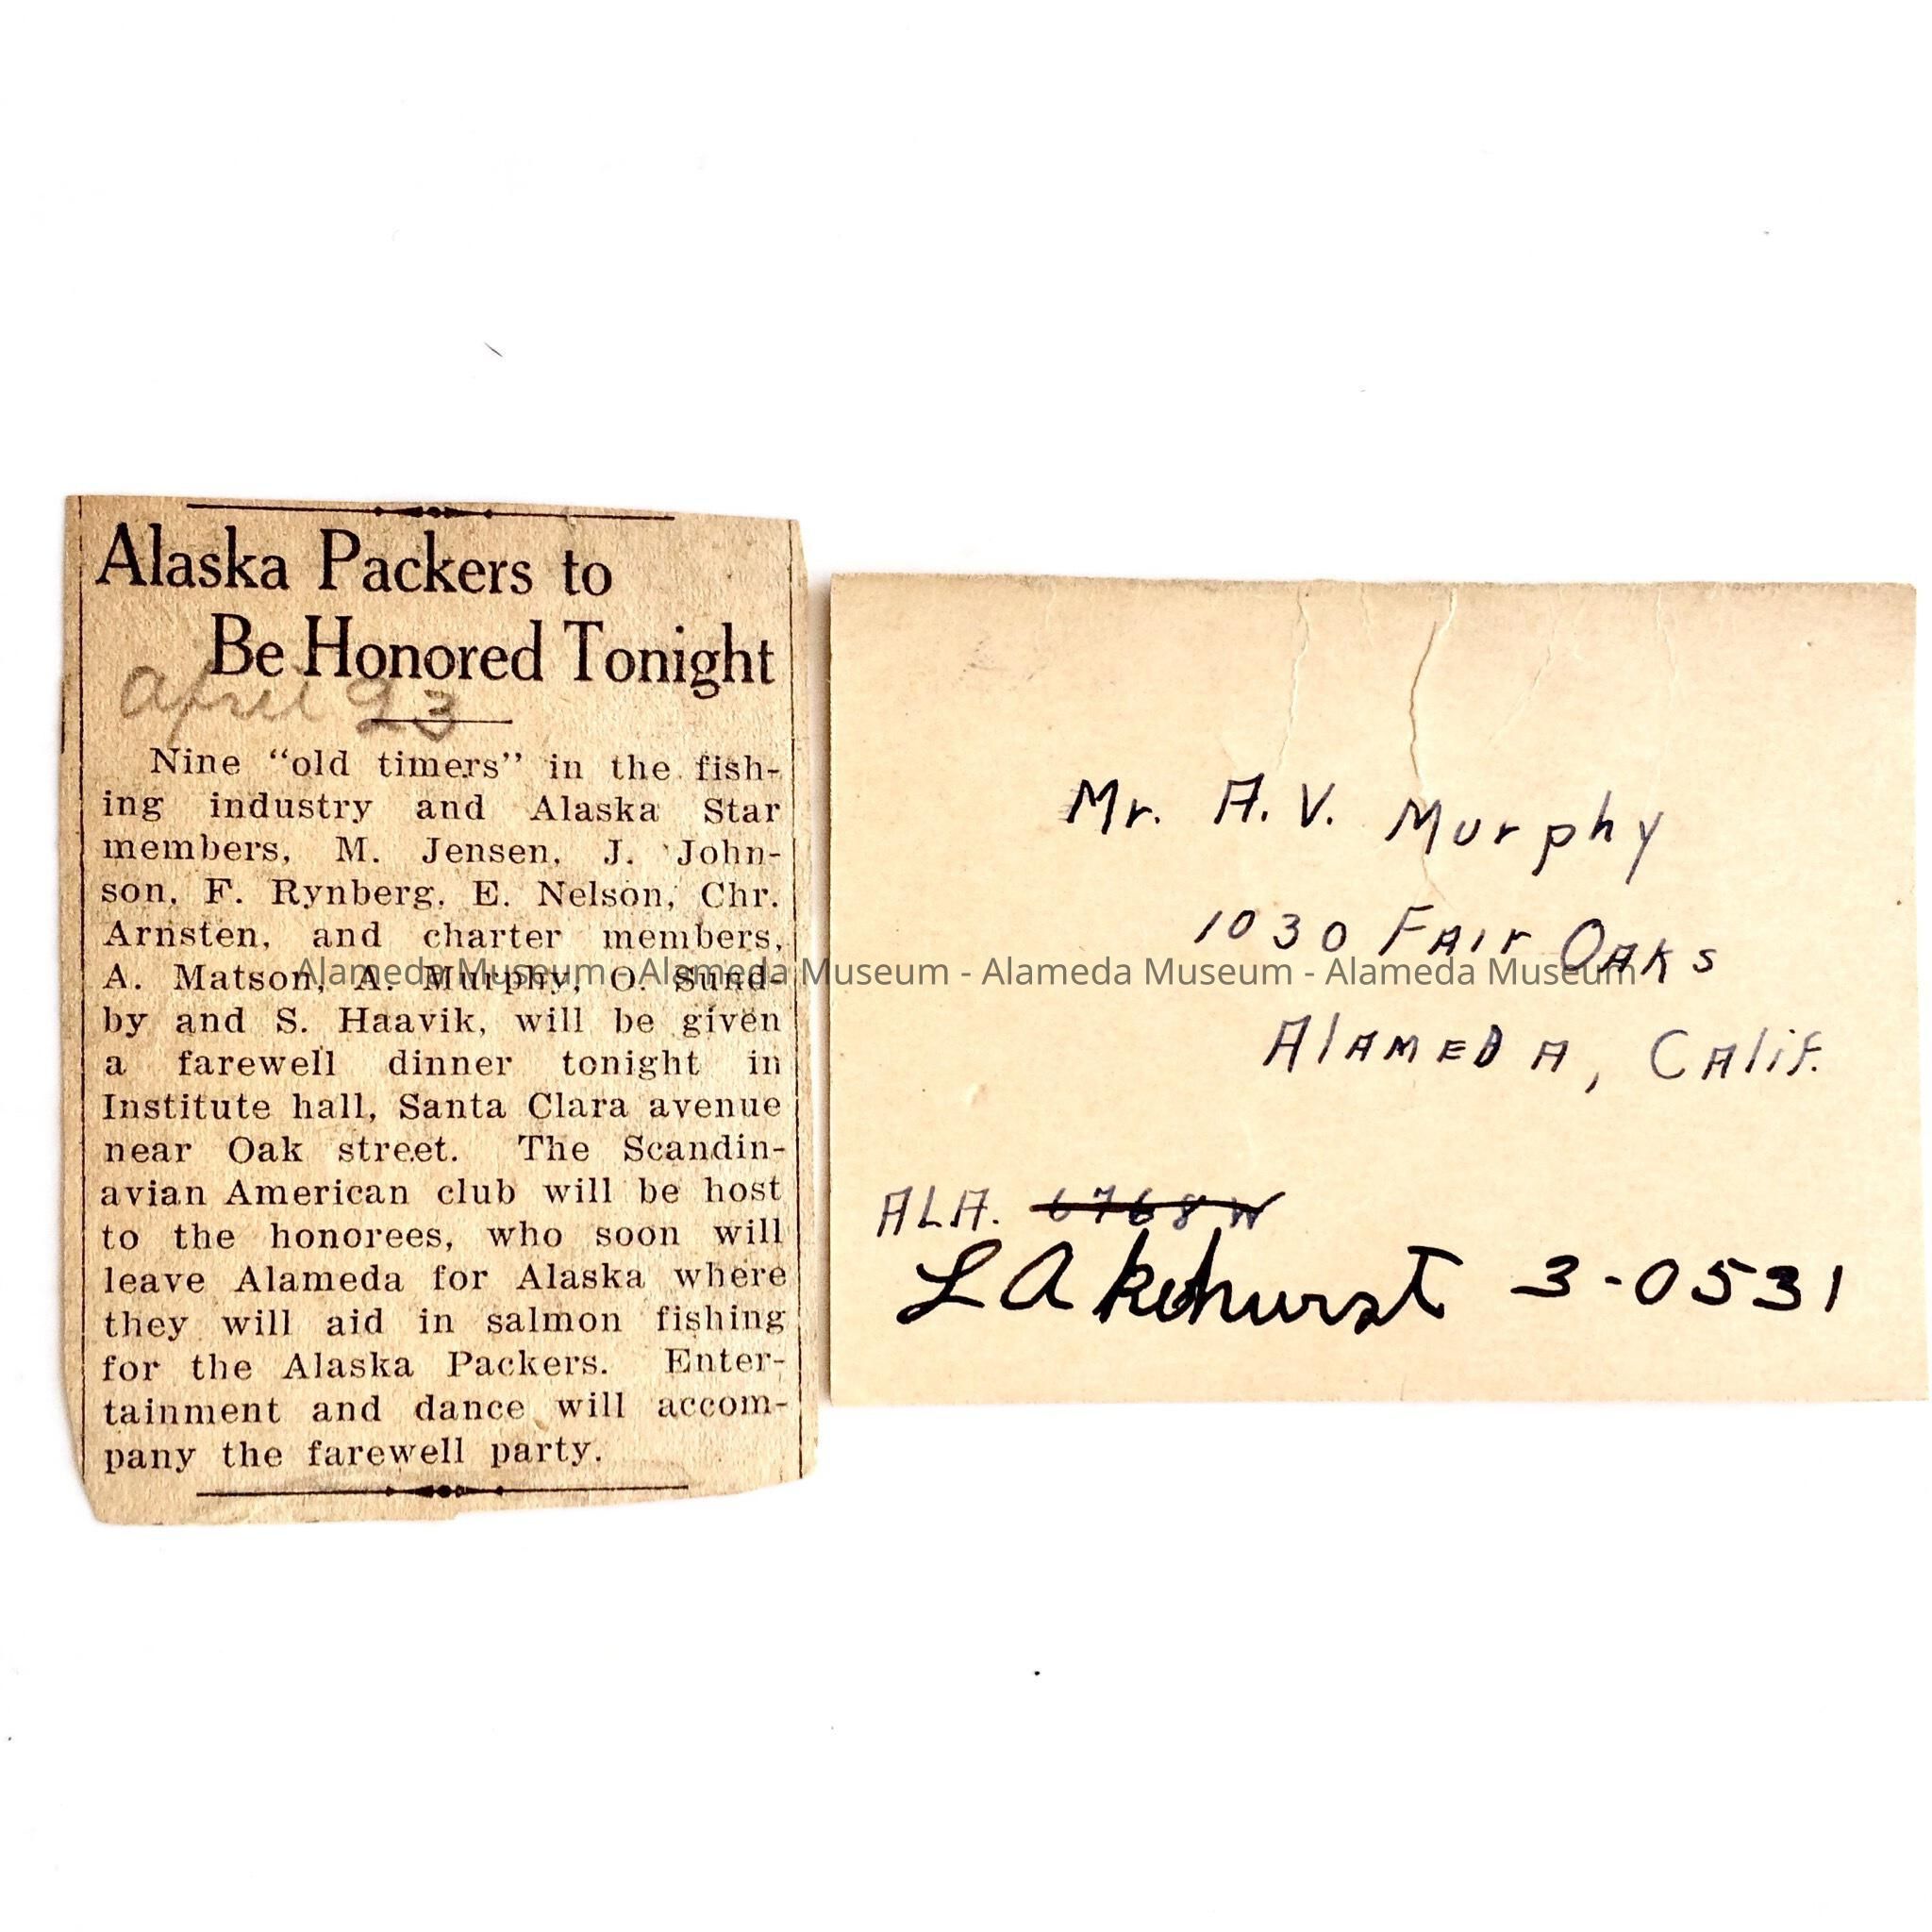 Alaska Packers to
Be Honored Tonight
April 23
Nine “old timers” in the fish-
ing industry and Alaska Star
members, M. Jensen, J. John-
son, F. Rynberg, E. Nelson, Chr.
Arnsten, and charter members,
A. Matson, A. Murphy, O. Sund-
by and S. Haavik, will be given
a farewell dinner tonight in
Institute hall, Santa Clara avenue
near Oak street. The Scandin-
avian American club will be host
to the honorees, who soon will
leave Alameda for Alaska where
they will aid in salmon fishing
for the Alaska Packers. Enter-
tainment and dance will accom-
pany the farewell party.
Mr. A. V. Murphy
1030 Fair Oaks
Alameda, Calif.
ALA. 6768W
LAkehurst 3-0531
Alameda Museum - Alameda Museum - Alameda Museum - Alameda Museum